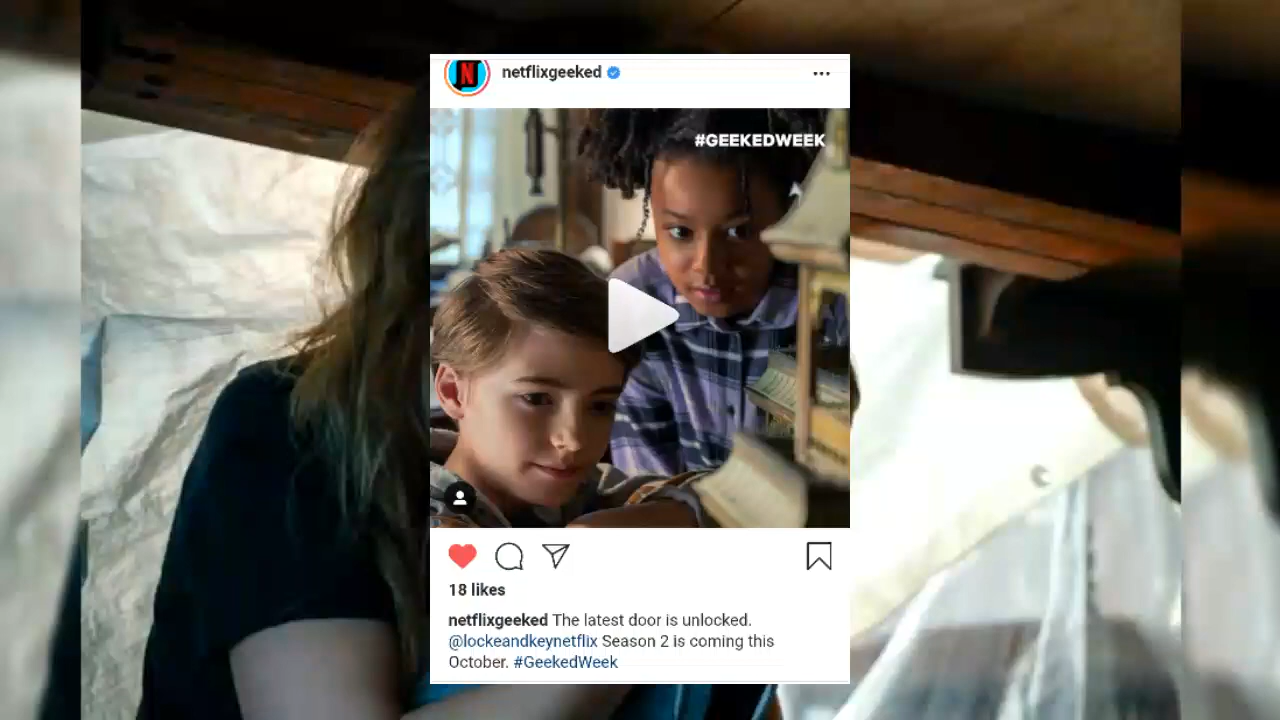 netflixgeeked
#GEEKEDWEEK
18 likes
netflixgeeked The latest door is unlocked.
@lockeandkeynetflix Season 2 is coming this
October. #GeekedWeek